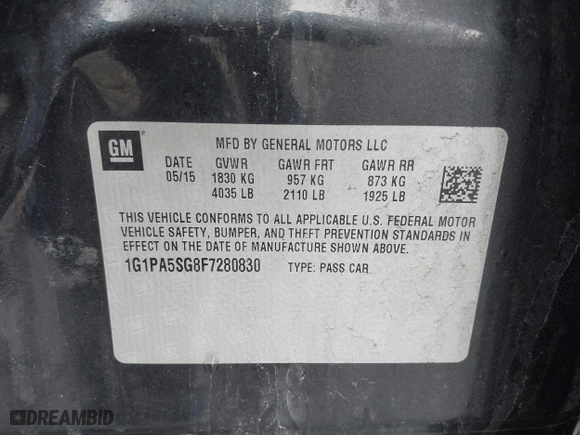 GM
MFD BY GENERAL MOTORS LLC
DATE GVWR GAWR FRT GAWR RR
05/15 1830 KG 957 KG 873 KG
4035 LB 2110 LB 1925 LB
THIS VEHICLE CONFORMS TO ALL APPLICABLE U.S. FEDERAL MOTOR
VEHICLE SAFETY, BUMPER, AND THEFT PREVENTION STANDARDS IN
EFFECT ON THE DATE OF MANUFACTURE SHOWN ABOVE.
1G1PA5SG8F7280830 TYPE: PASS CAR
DREAMBID